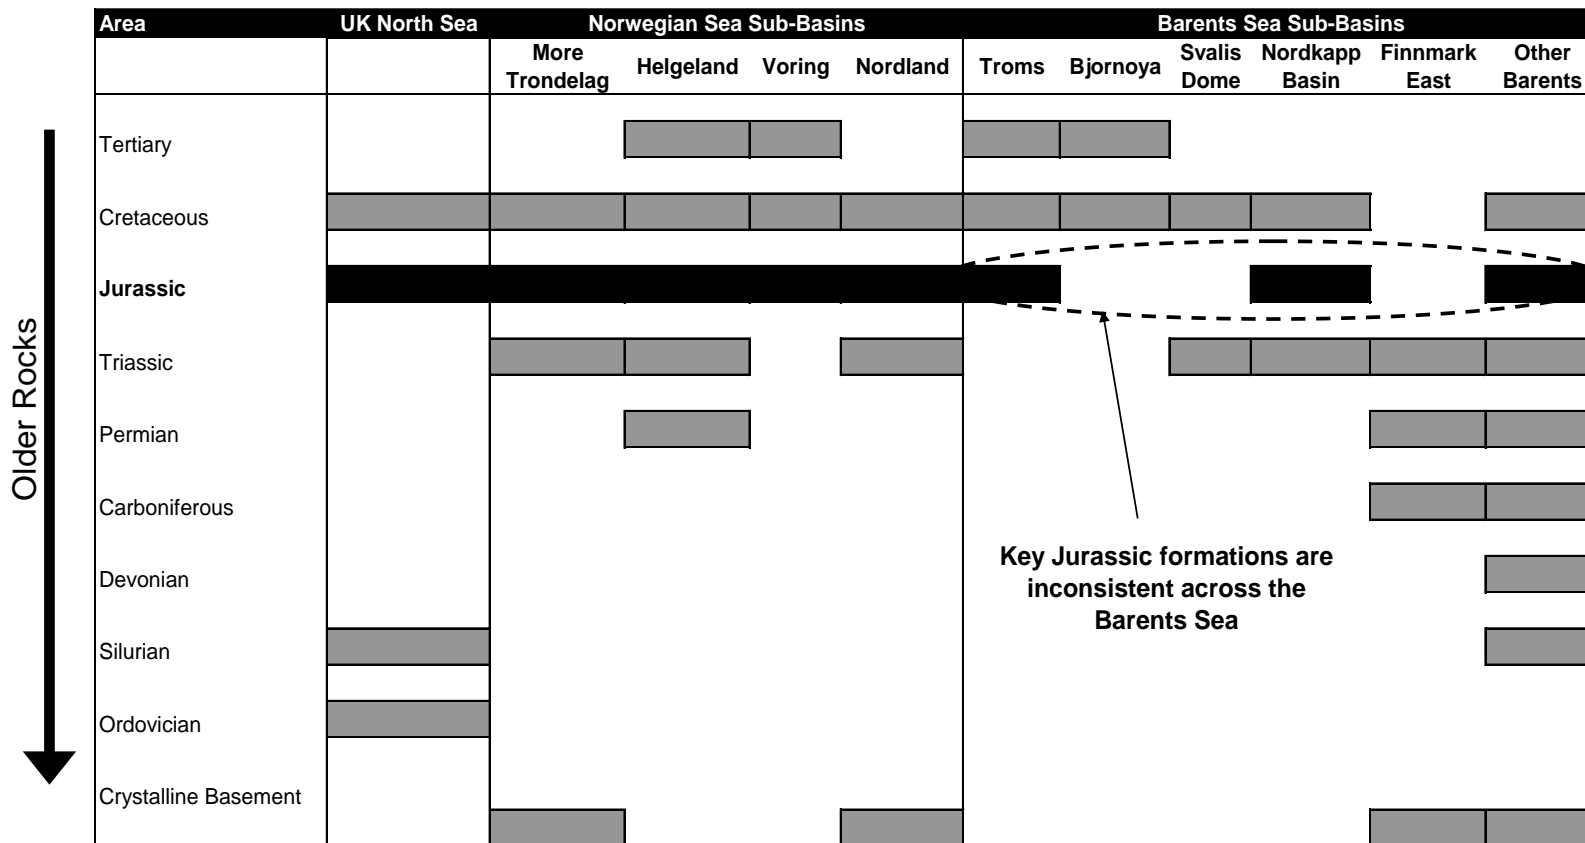 Area UK North Sea Norwegian Sea Sub-Basins Barents Sea Sub-Basins
More Trondelag Helgeland Voring Nordland Troms Bjornoya Svalis Dome Nordkapp Basin Finnmark East Other Barents
Older Rocks
Tertiary
Cretaceous
Jurassic
Triassic
Permian
Carboniferous
Devonian
Silurian
Ordovician
Crystalline Basement
Key Jurassic formations are
inconsistent across the
Barents Sea